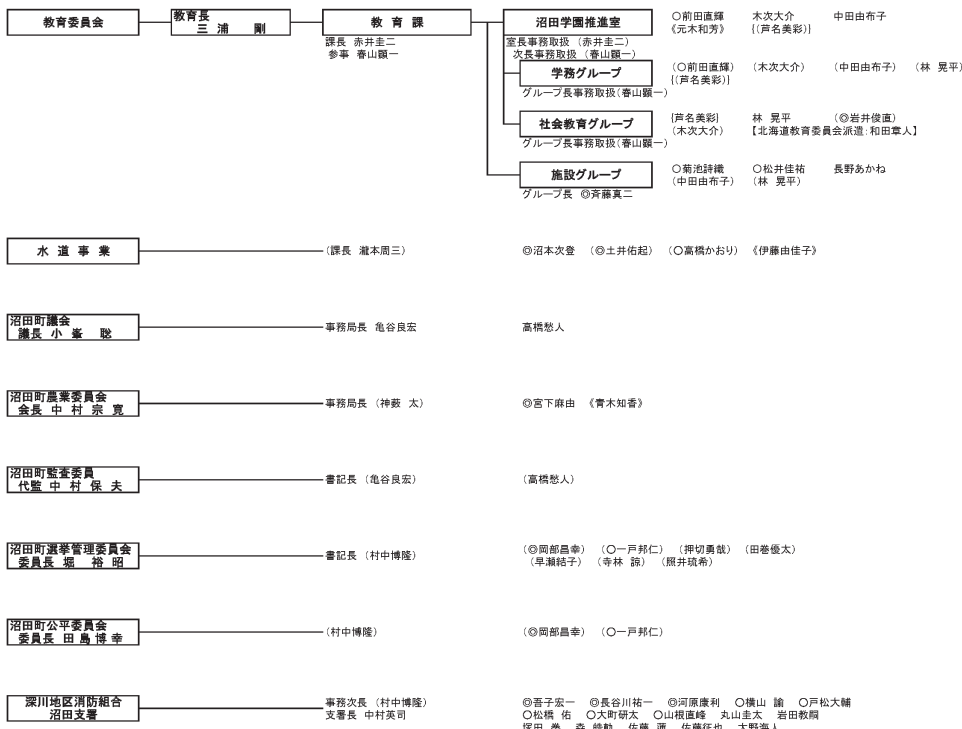 教育委員会
教育長
三浦　剛
教育課
課長 赤井圭二
参事 春山顕一
沼田学園推進室
室長事務取扱（赤井圭二）
次長事務取扱（春山顕一）
○前田直輝　木次大介　中田由布子
《元木和芳》　{（芦名美彩）}
学務グループ
グループ長事務取扱（春山顕一）
（○前田直輝）　（木次大介）　（中田由布子）　（林 晃平）
{（芦名美彩）}
社会教育グループ
グループ長事務取扱（春山顕一）
{芦名美彩}　林 晃平　（◎岩井俊直）
（木次大介）　【北海道教育委員会派遣：和田章人】
施設グループ
グループ長 ◎斉藤真二
○菊池詩織　○松井佳祐　長野あかね
（中田由布子）　（林 晃平）
水道事業
（課長 瀧本周三）
◎沼本次登　（◎土井佑起）　（○高橋かおり）　《伊藤由佳子》
沼田町議会
議長 小峯　聡
事務局長 亀谷良宏
高橋愁人
沼田町農業委員会
会長 中村宗寛
事務局長（神薮 太）
◎宮下麻由　《青木知香》
沼田町監査委員
代監 中村保夫
書記長（亀谷良宏）
（高橋愁人）
沼田町選挙管理委員会
委員長 堀　裕昭
書記長（村中博隆）
（◎岡部昌幸）　（○一戸邦仁）　（押切勇哉）　（田巻優太）
（早瀬結子）　（寺林 諒）　（照井琉希）
沼田町公平委員会
委員長 田島博幸
（村中博隆）
（◎岡部昌幸）　（○一戸邦仁）
深川地区消防組合
沼田支署
事務次長（村中博隆）
支署長 中村英司
◎吾子宏一　◎長谷川祐一　◎河原康利　○横山 諭　○戸松大輔
○松橋 佑　○大町研太　○山根直峰　丸山圭太　岩田教嗣